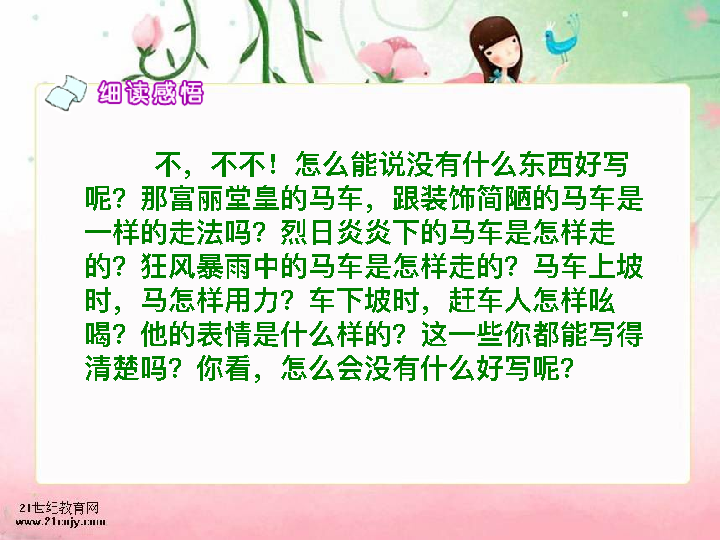 细读感悟
不，不不！怎么能说没有什么东西好写
呢？那富丽堂皇的马车，跟装饰简陋的马车是
一样的走法吗？烈日炎炎下的马车是怎样走
的？狂风暴雨中的马车是怎样走的？马车上坡
时，马怎样用力？车下坡时，赶车人怎样吆
喝？他的表情是什么样的？这一些你都能写得
清楚吗？你看，怎么会没有什么好写呢？
21世纪教育网
www.21cnjy.com